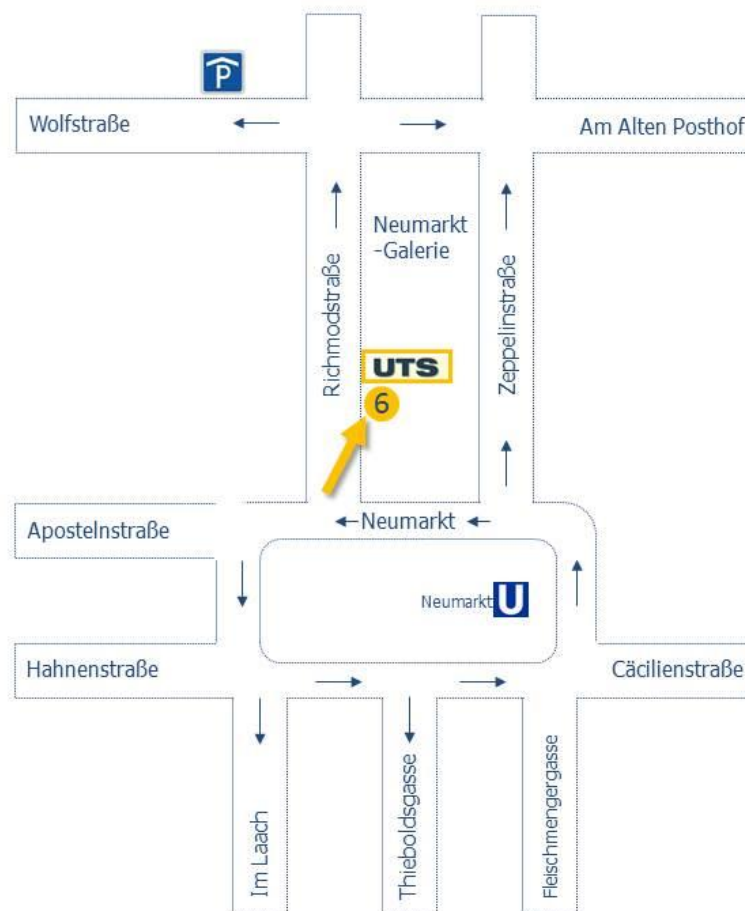 P
Wolfstraße
Am Alten Posthof
Neumarkt
-Galerie
Richmodstraße
Zeppelinstraße
UTS
6
Apostelnstraße
Neumarkt
Neumarkt
U
Hahnenstraße
Cäcilienstraße
Im Laach
Thieboldsgasse
Fleischmengergasse